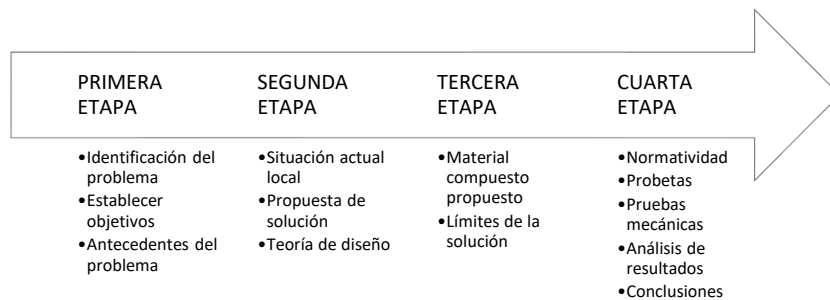 PRIMERA
ETAPA
•Identificación del
problema
•Establecer
objetivos
•Antecedentes del
problema
SEGUNDA
ETAPA
•Situación actual
local
•Propuesta de
solución
•Teoría de diseño
TERCERA
ETAPA
•Material
compuesto
propuesto
•Límites de la
solución
CUARTA
ETAPA
•Normatividad
•Probetas
•Pruebas
mecánicas
•Análisis de
resultados
•Conclusiones